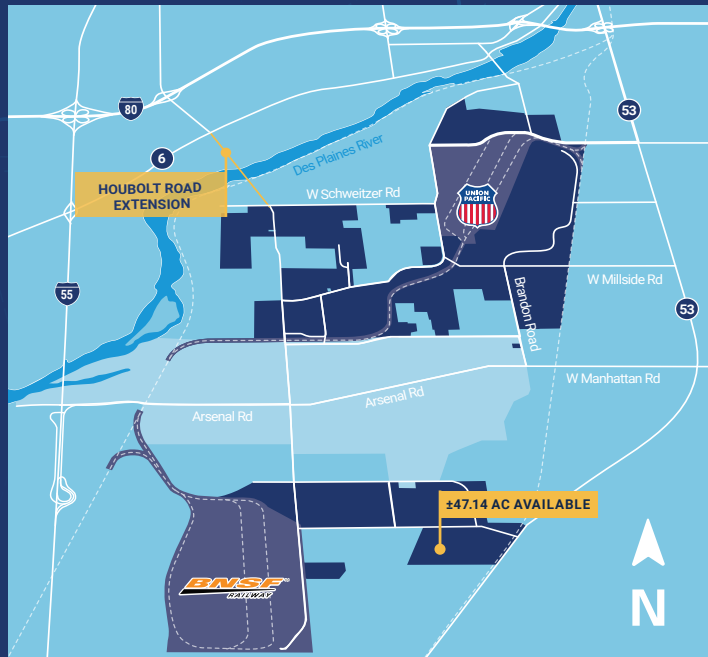 80
53
6
Des Plaines River
HOUBOLT ROAD
EXTENSION
W Schweitzer Rd
UNION
PACIFIC
55
W Millside Rd
Brandon Road
53
W Manhattan Rd
Arsenal Rd
Arsenal Rd
±47.14 AC AVAILABLE
BNSF
RAILWAY
N